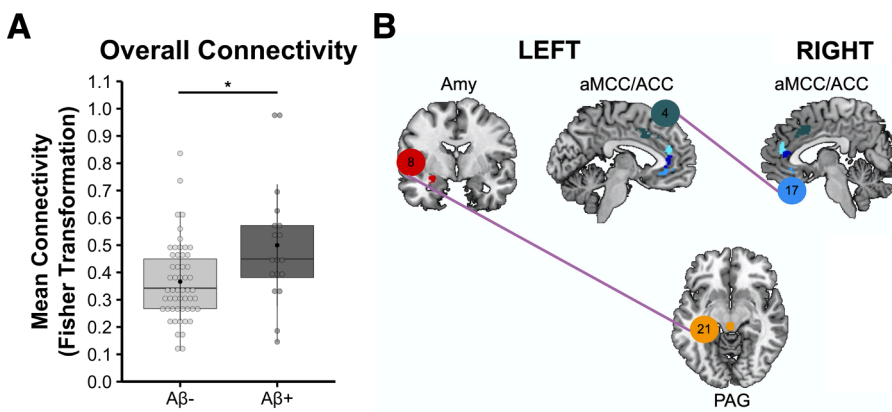 A
Overall Connectivity
Mean Connectivity
(Fisher Transformation)
1.1
1.0
0.9
0.8
0.7
0.6
0.5
0.4
0.3
0.2
0.1
0.0
*
Aβ-
Aβ+
B
LEFT
RIGHT
Amy
aMCC/ACC
aMCC/ACC
4
8
17
21
PAG